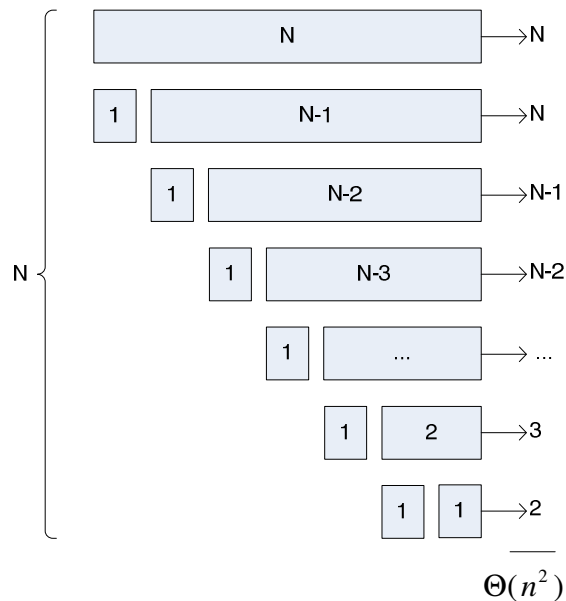 N N
1 N-1 N
1 N-2 N-1
N 1 N-3 N-2
1 ... ...
1 2 3
1 1 2
Θ(n²)